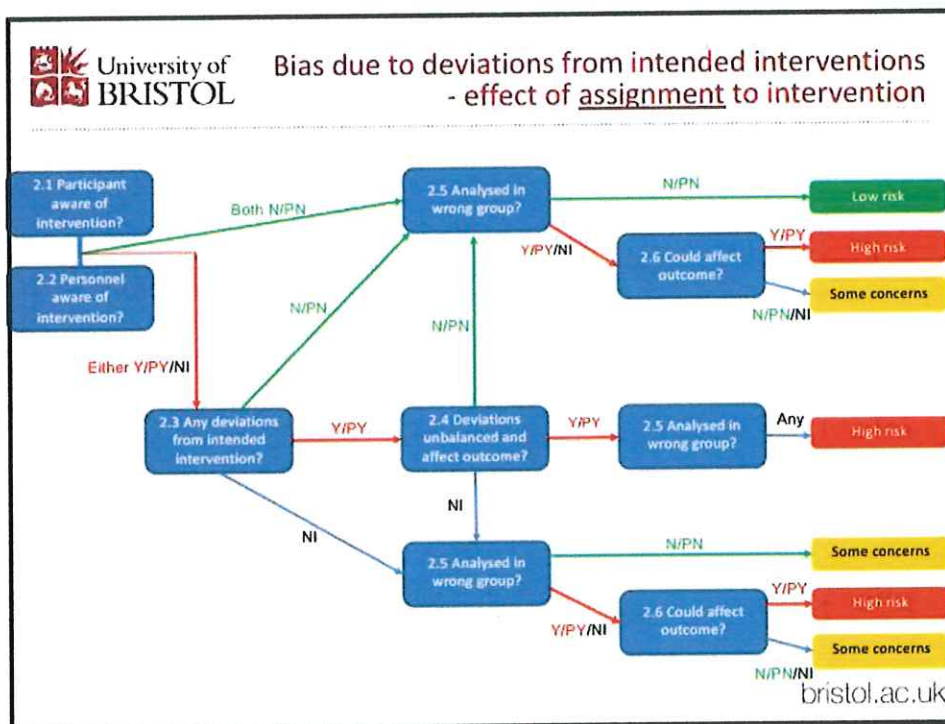 University of
BRISTOL
Bias due to deviations from intended interventions
- effect of assignment to intervention
2.1 Participant
aware of
intervention?
2.2 Personnel
aware of
intervention?
Both N/PN
Either Y/PY/NI
2.5 Analysed in
wrong group?
N/PN
Low risk
Y/PY/NI
2.6 Could affect
outcome?
Y/PY
High risk
Some concerns
N/PN/NI
N/PN
N/PN
2.3 Any deviations
from intended
intervention?
Y/PY
2.4 Deviations
unbalanced and
affect outcome?
Y/PY
2.5 Analysed in
wrong group?
Any
High risk
NI
NI
2.5 Analysed in
wrong group?
N/PN
Some concerns
Y/PY/NI
2.6 Could affect
outcome?
Y/PY
High risk
Some concerns
N/PN/NI
bristol.ac.uk